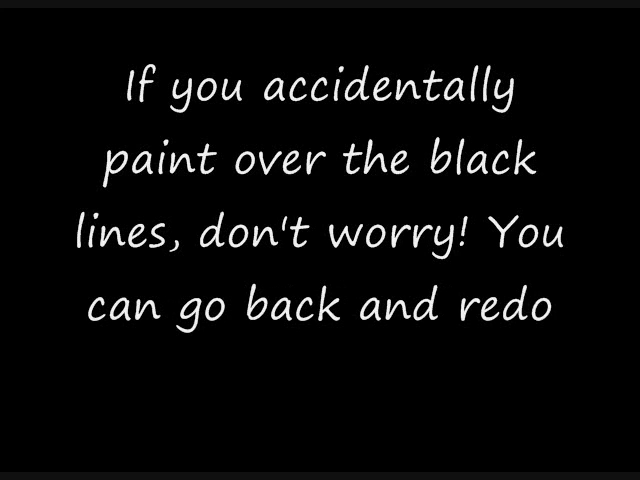 If you accidentally
paint over the black
lines, don't worry! You
can go back and redo